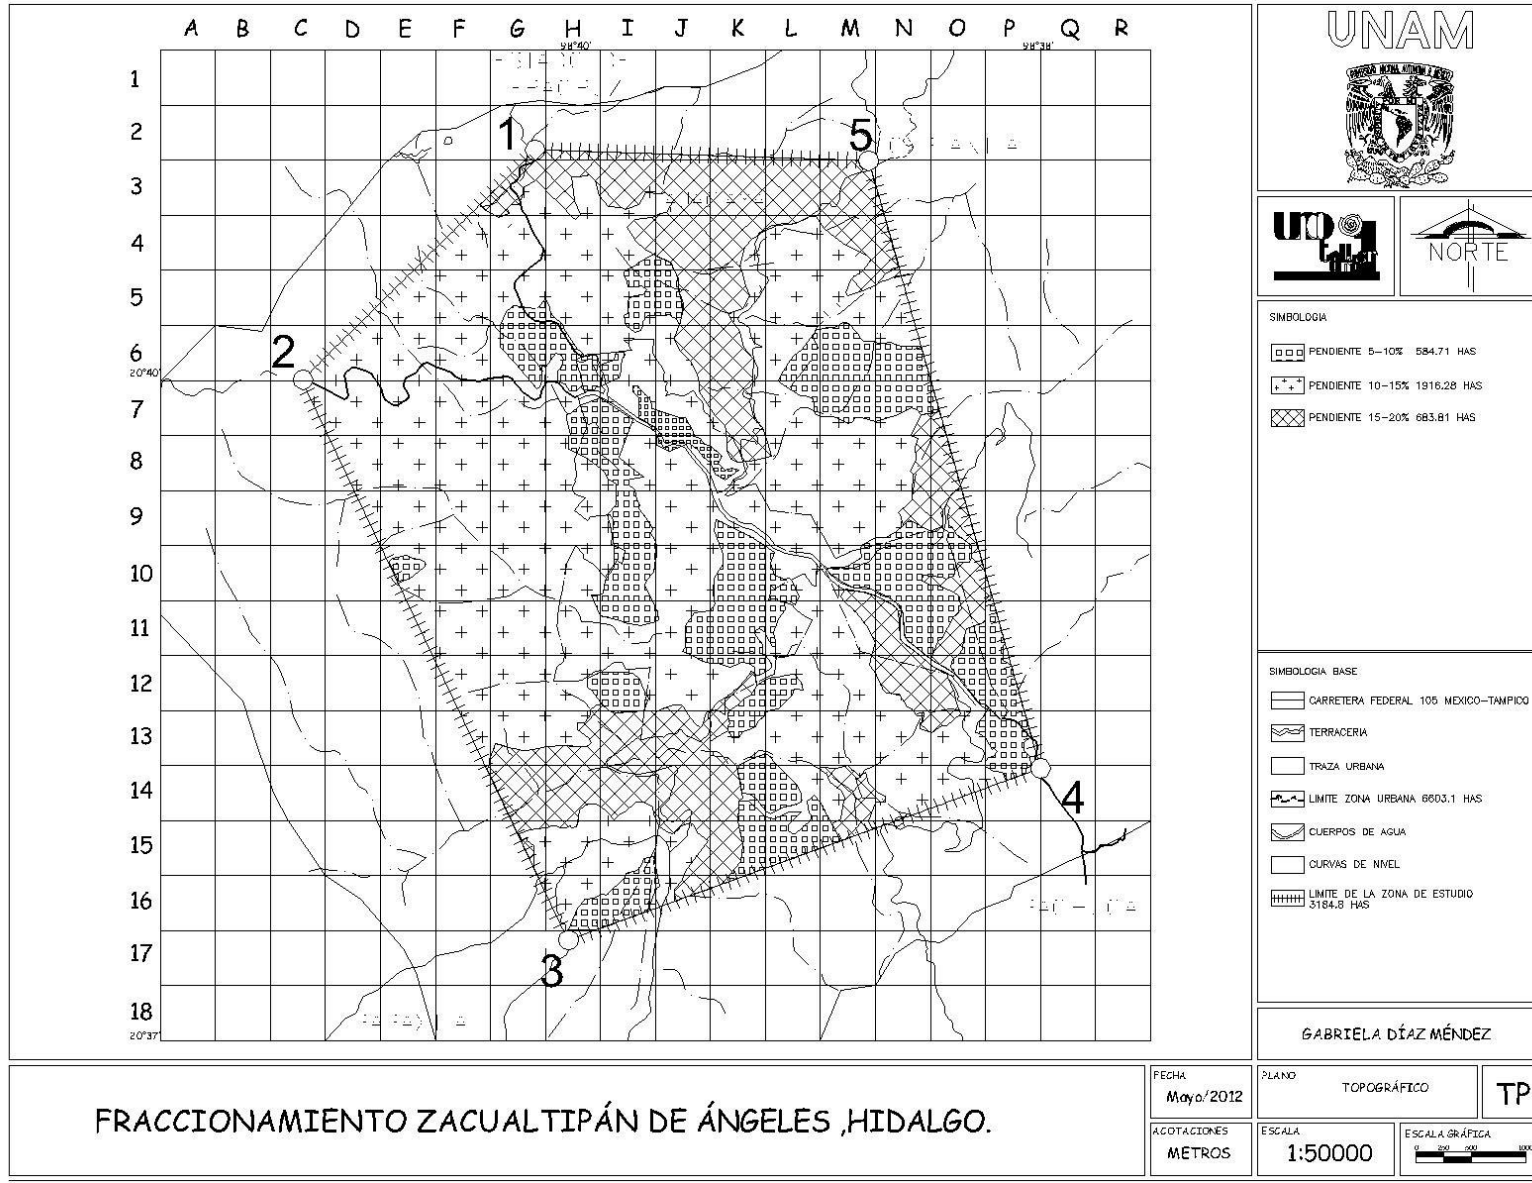 A B C D E F G H I J K L M N O P Q R
98°40' 98°38'
1
2
3
4
5
6
20°40'
7
8
9
10
11
12
13
14
15
16
17
18
20°37'
1
5
2
4
3
UNAM
NORTE
SIMBOLOGIA
PENDIENTE 5-10% 584.71 HAS
PENDIENTE 10-15% 1916.28 HAS
PENDIENTE 15-20% 683.81 HAS
SIMBOLOGIA BASE
CARRETERA FEDERAL 105 MEXICO-TAMPICO
TERRACERIA
TRAZA URBANA
LIMITE ZONA URBANA 6603.1 HAS
CUERPOS DE AGUA
CURVAS DE NIVEL
LIMITE DE LA ZONA DE ESTUDIO
3184.8 HAS
GABRIELA DÍAZ MÉNDEZ
FRACCIONAMIENTO ZACUALTIPÁN DE ÁNGELES ,HIDALGO.
FECHA
Mayo/2012
PLANO
TOPOGRÁFICO
TP
ACOTACIONES
METROS
ESCALA
1:50000
ESCALA GRÁFICA
0 250 500 1000